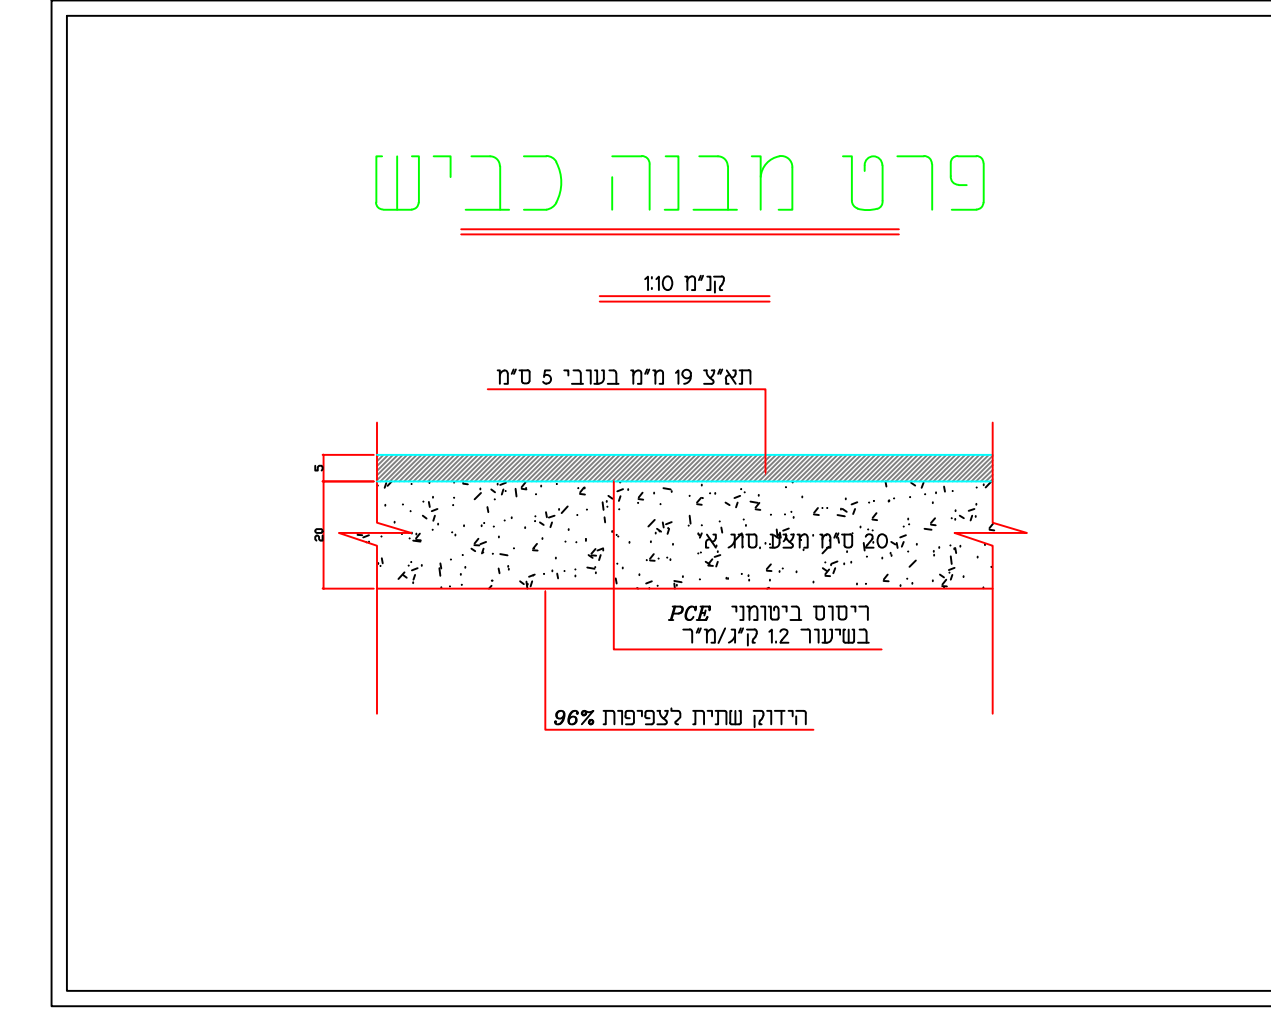 פרט מבנה כביש
קנ"מ 1:10
תא"צ 19 מ"מ בעובי 5 ס"מ
5
20
20 ס"מ מצע סוג א'
ריסוס ביטומני PCE
בשיעור 1.2 ק"ג/מ"ר
הידוק שתית לצפיפות 96%